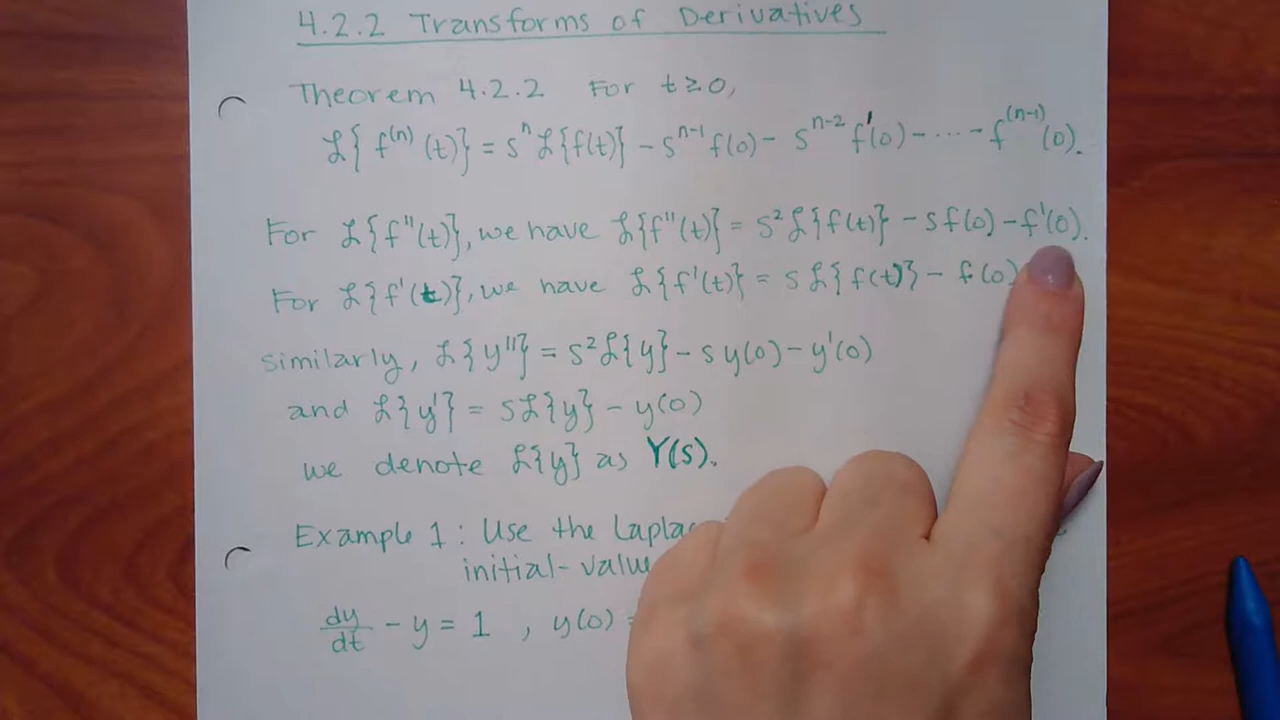 4.2.2 Transforms of Derivatives
Theorem 4.2.2 For t ≥ 0,
ℒ{f⁽ⁿ⁾(t)} = sⁿℒ{f(t)} − sⁿ⁻¹f(0) − sⁿ⁻²f'(0) − ⋯ − f⁽ⁿ⁻¹⁾(0).
For ℒ{f''(t)}, we have ℒ{f''(t)} = s²ℒ{f(t)} − sf(0) − f'(0).
For ℒ{f'(t)}, we have ℒ{f'(t)} = sℒ{f(t)} − f(0)
Similarly, ℒ{y''} = s²ℒ{y} − sy(0) − y'(0)
and ℒ{y'} = sℒ{y} − y(0)
we denote ℒ{y} as Y(s).
Example 1: Use the
initial-value
dy/dt − y = 1, y(0) =